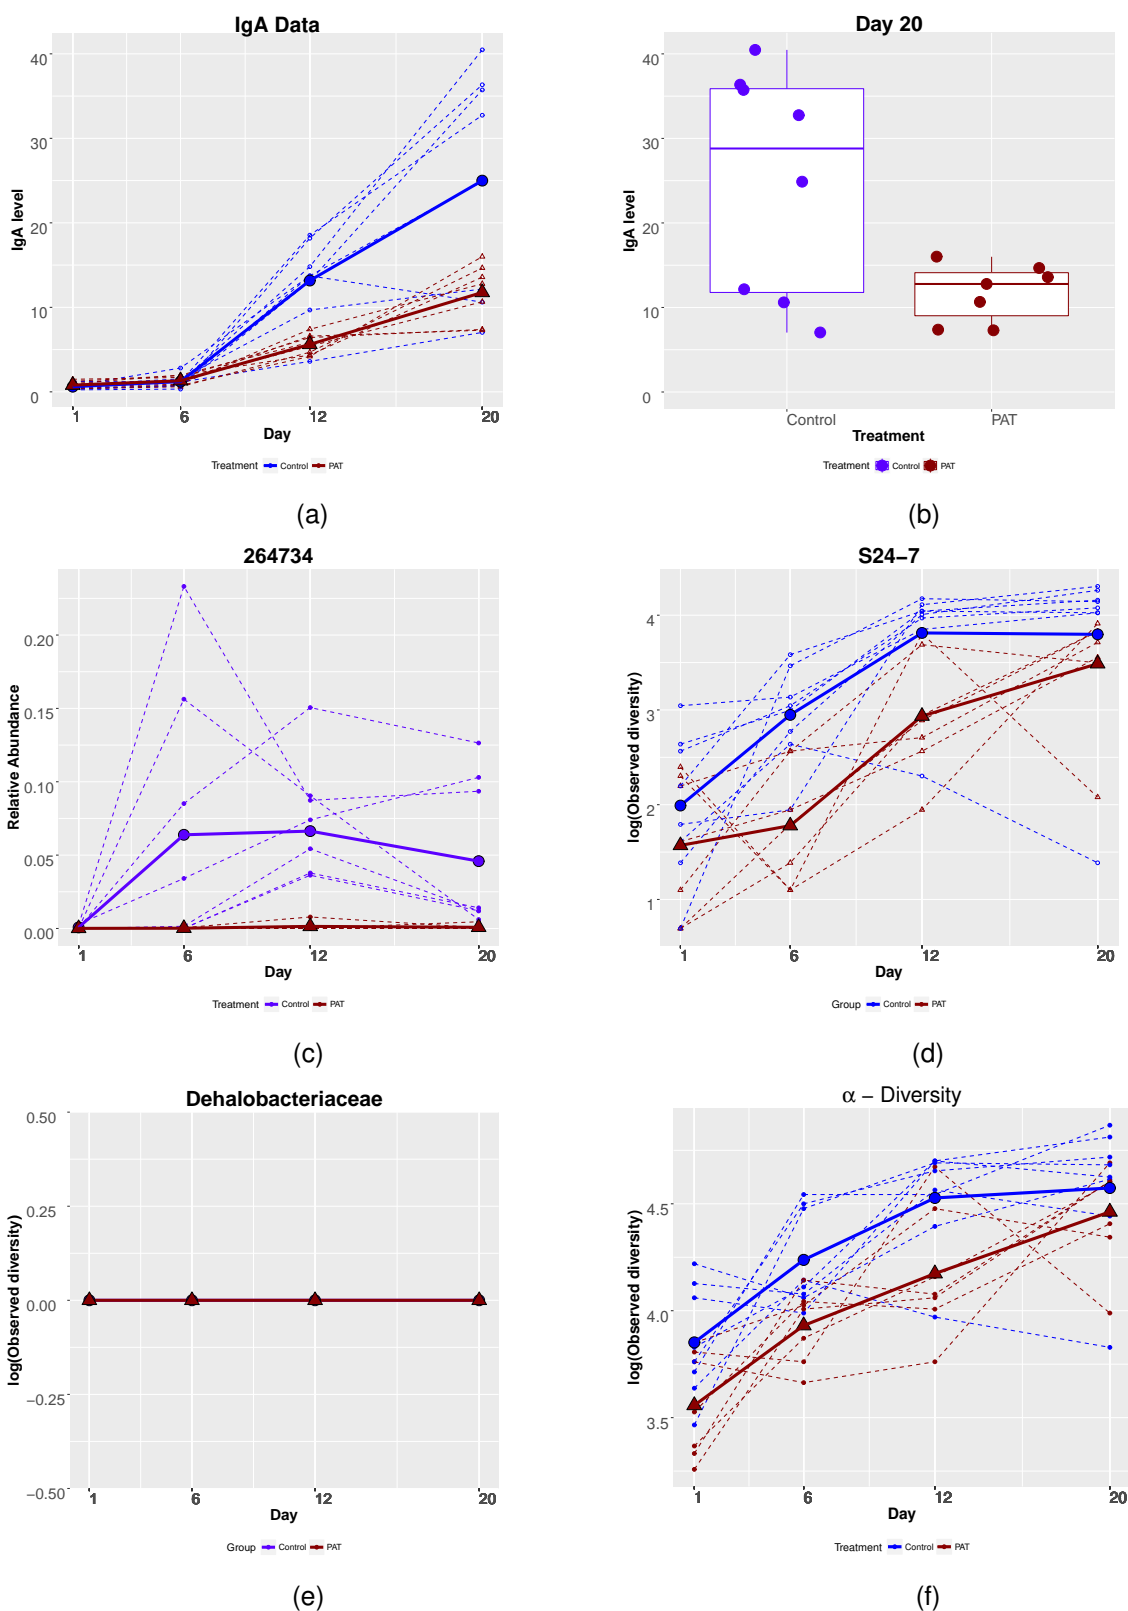 IgA Data
40
30
20
10
0
IgA level
1 6 12 20
Day
Treatment Control PAT
(a)
Day 20
40
30
20
10
0
IgA level
Control PAT
Treatment
Treatment Control PAT
(b)
264734
0.20
0.15
0.10
0.05
0.00
Relative Abundance
1 6 12 20
Day
Treatment Control PAT
(c)
S24−7
4
3
2
1
log(Observed diversity)
1 6 12 20
Day
Group Control PAT
(d)
Dehalobacteriaceae
0.50
0.25
0.00
−0.25
−0.50
log(Observed diversity)
1 6 12 20
Day
Group Control PAT
(e)
α − Diversity
4.5
4.0
3.5
log(Observed diversity)
1 6 12 20
Day
Treatment Control PAT
(f)